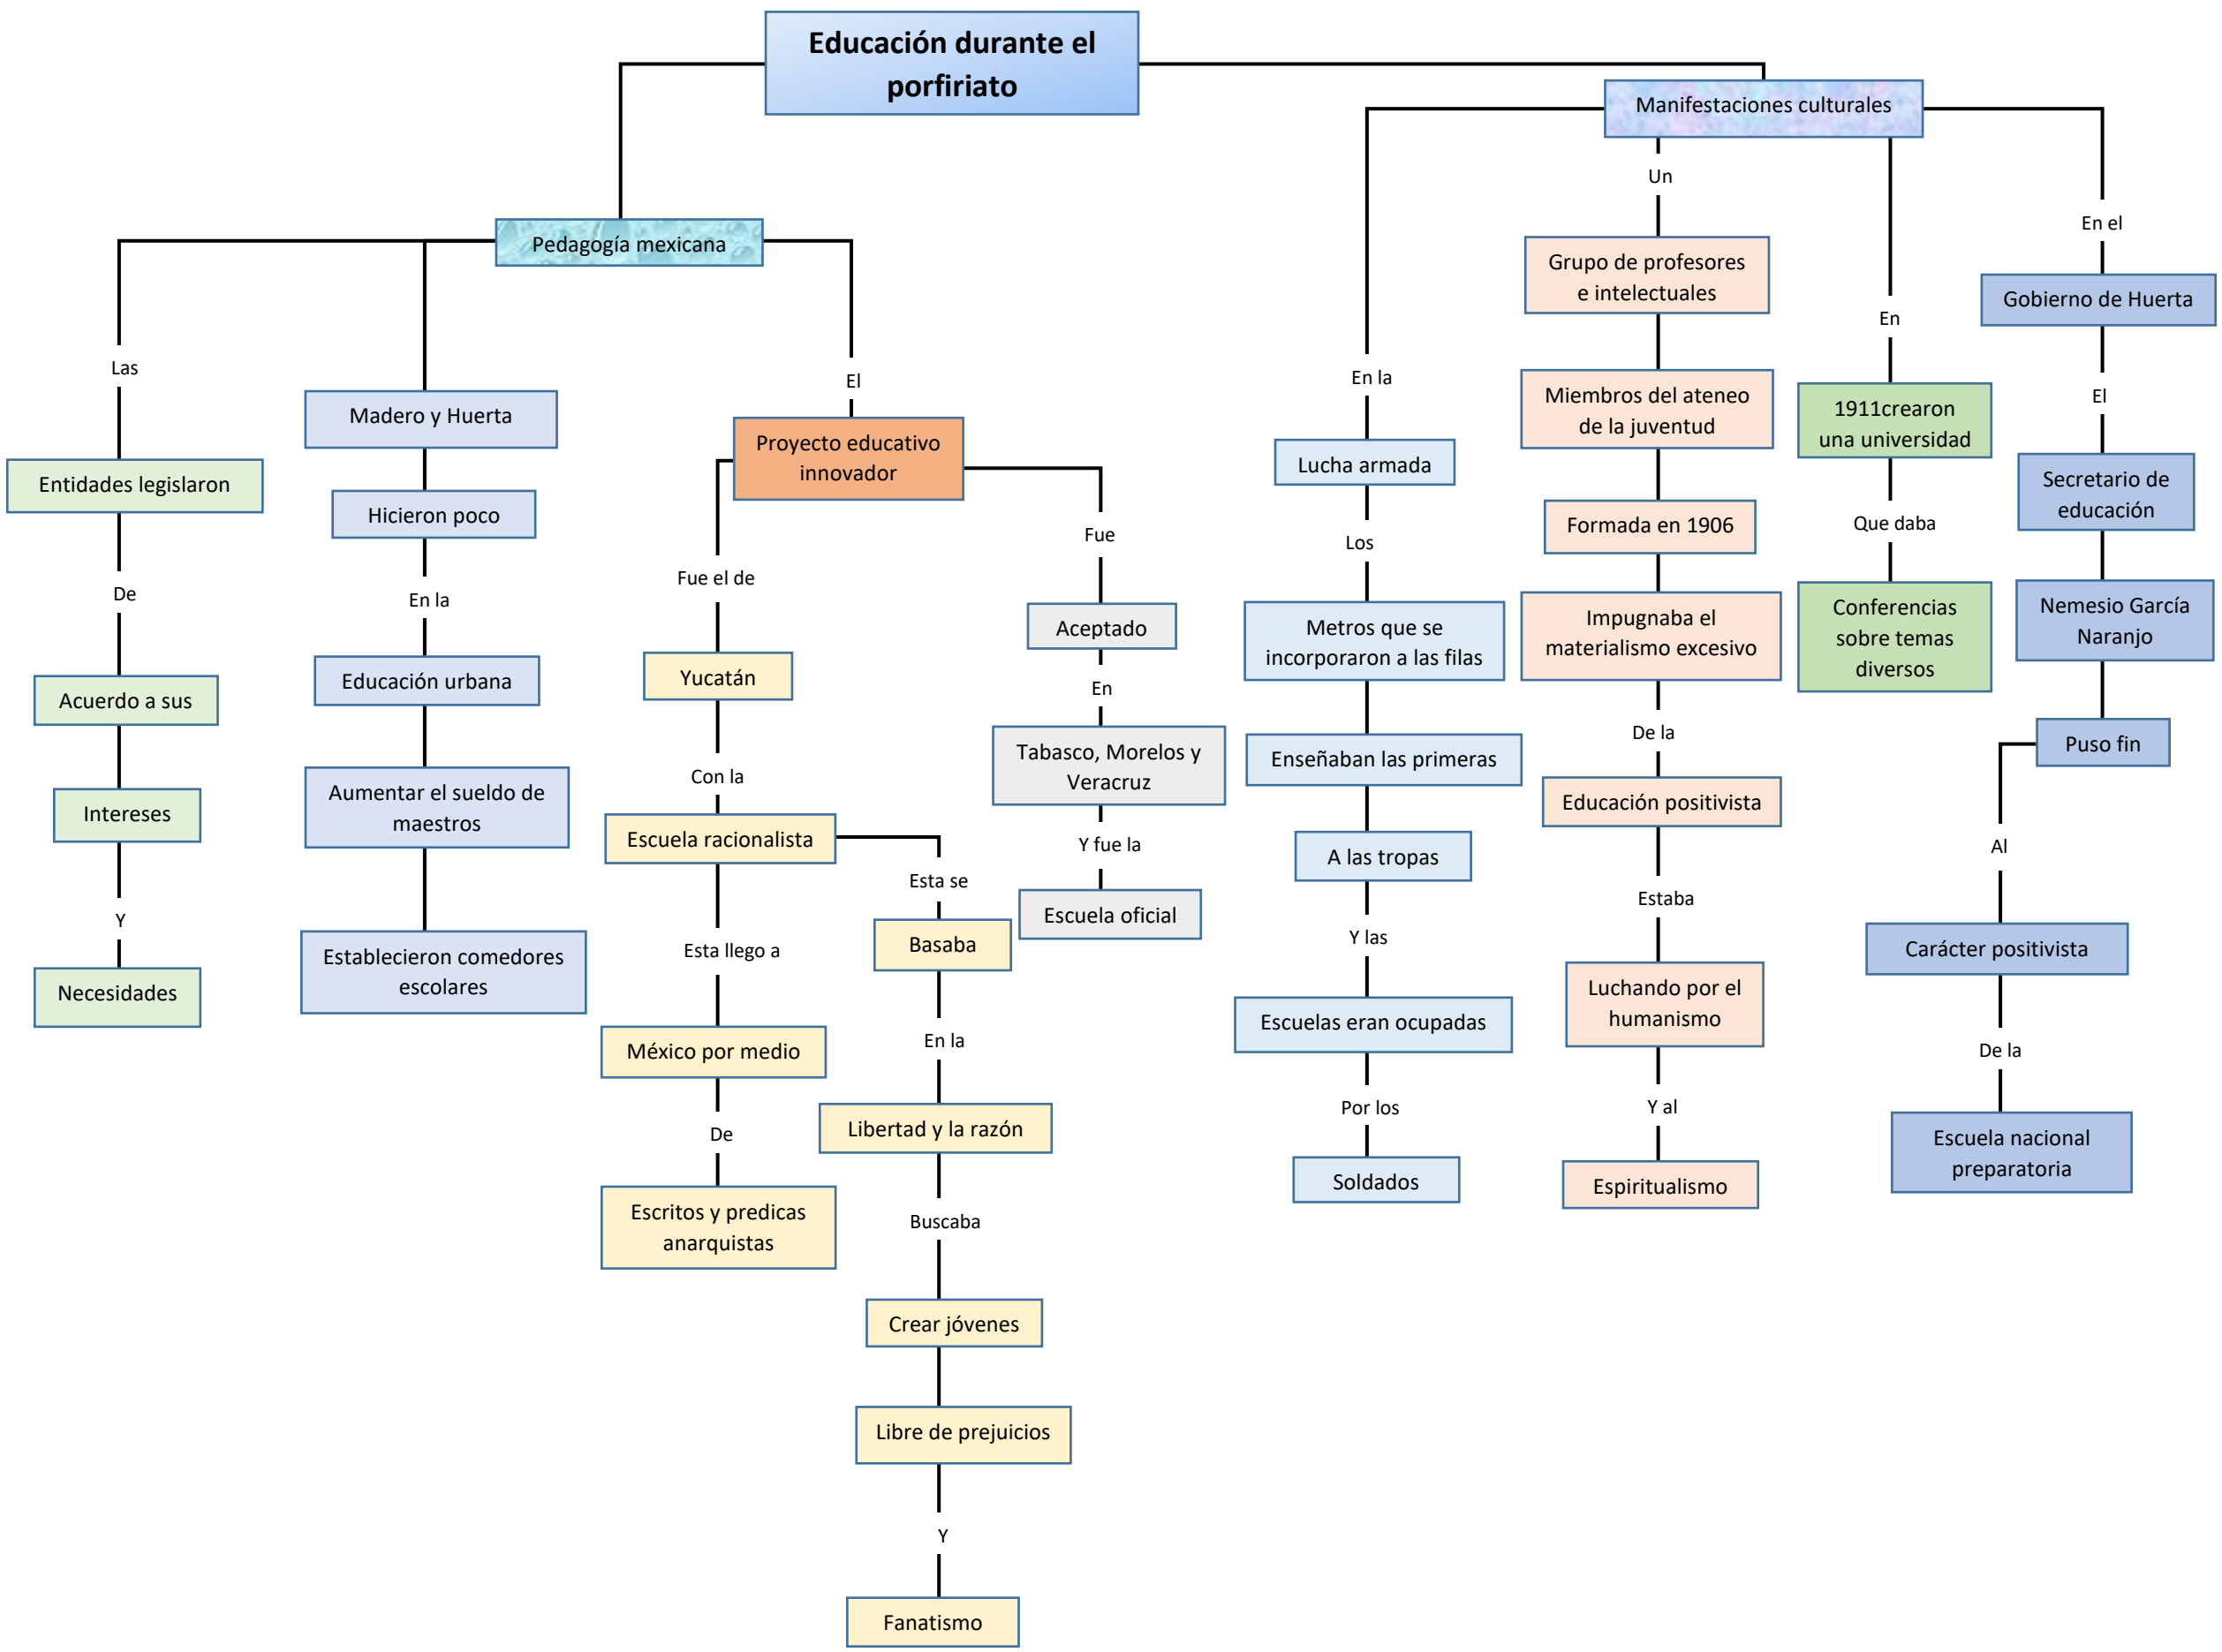 Educación durante el
porfiriato
Pedagogía mexicana
Las
Entidades legislaron
De
Acuerdo a sus
Intereses
Y
Necesidades
Madero y Huerta
Hicieron poco
En la
Educación urbana
Aumentar el sueldo de
maestros
Establecieron comedores
escolares
El
Proyecto educativo
innovador
Fue el de
Yucatán
Con la
Escuela racionalista
Esta llego a
México por medio
De
Escritos y predicas
anarquistas
Esta se
Basaba
En la
Libertad y la razón
Buscaba
Crear jóvenes
Libre de prejuicios
Y
Fanatismo
Fue
Aceptado
En
Tabasco, Morelos y
Veracruz
Y fue la
Escuela oficial
Manifestaciones culturales
En la
Lucha armada
Los
Metros que se
incorporaron a las filas
Enseñaban las primeras
A las tropas
Y las
Escuelas eran ocupadas
Por los
Soldados
Un
Grupo de profesores
e intelectuales
Miembros del ateneo
de la juventud
Formada en 1906
Impugnaba el
materialismo excesivo
De la
Educación positivista
Estaba
Luchando por el
humanismo
Y al
Espiritualismo
En
1911crearon
una universidad
Que daba
Conferencias
sobre temas
diversos
En el
Gobierno de Huerta
El
Secretario de
educación
Nemesio García
Naranjo
Puso fin
Al
Carácter positivista
De la
Escuela nacional
preparatoria